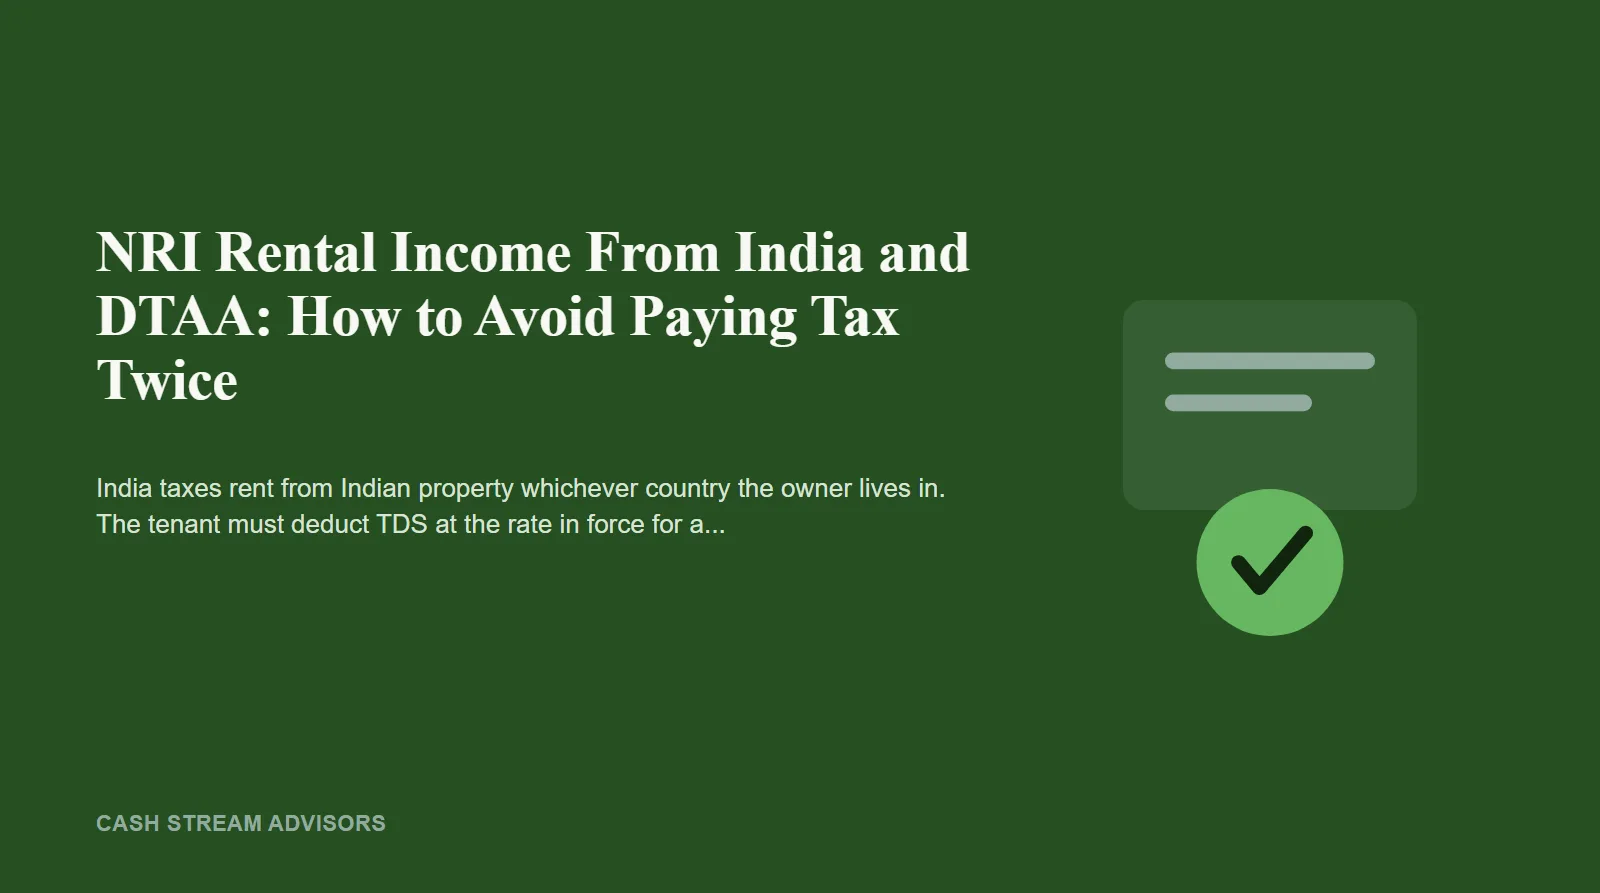 NRI Rental Income From India and
DTAA: How to Avoid Paying Tax
Twice
India taxes rent from Indian property whichever country the owner lives in.
The tenant must deduct TDS at the rate in force for a...
CASH STREAM ADVISORS